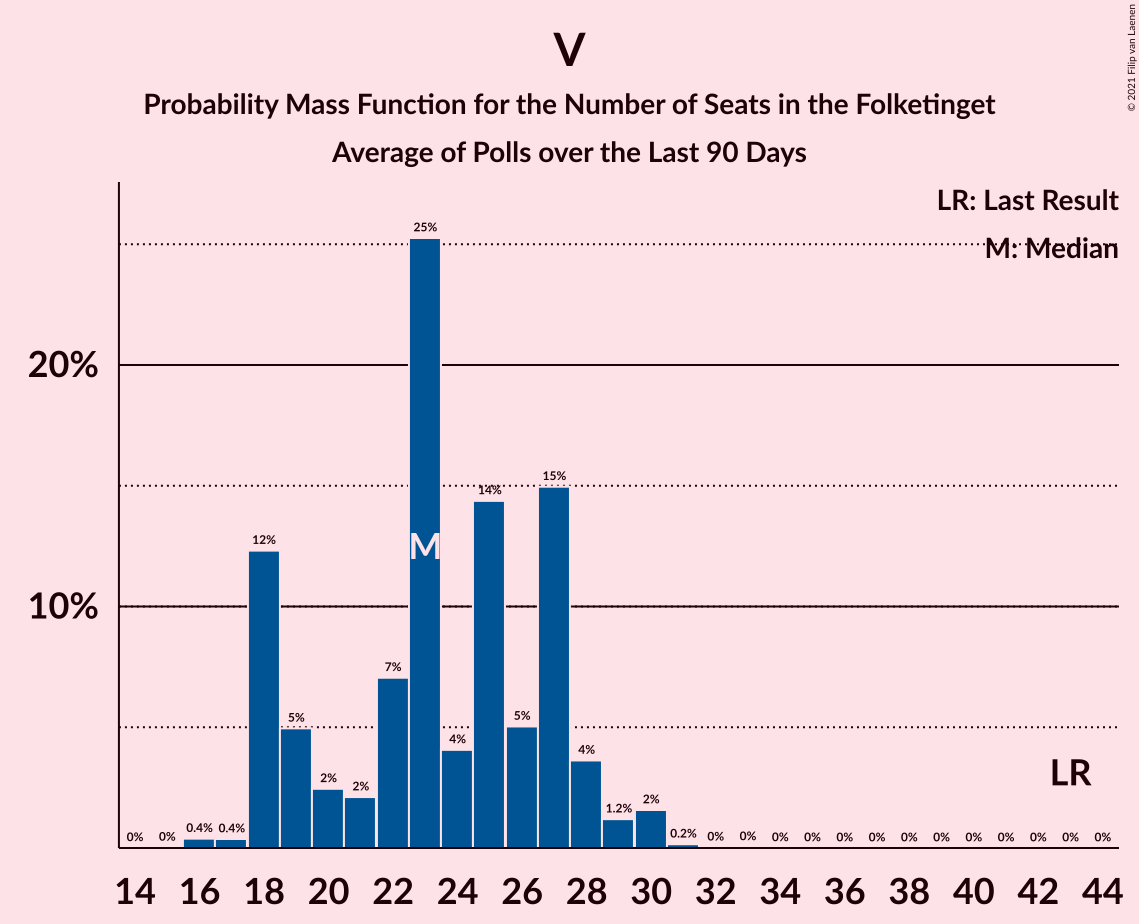 V
Probability Mass Function for the Number of Seats in the Folketinget
Average of Polls over the Last 90 Days
© 2021 Filip van Laenen
LR: Last Result
M: Median
20%
10%
0% 0% 0.4% 0.4% 12% 5% 2% 2% 7% 25% 4% 14% 5% 15% 4% 1.2% 2% 0.2% 0% 0% 0% 0% 0% 0% 0% 0% 0% 0% 0% 0% 0%
M
LR
14 16 18 20 22 24 26 28 30 32 34 36 38 40 42 44